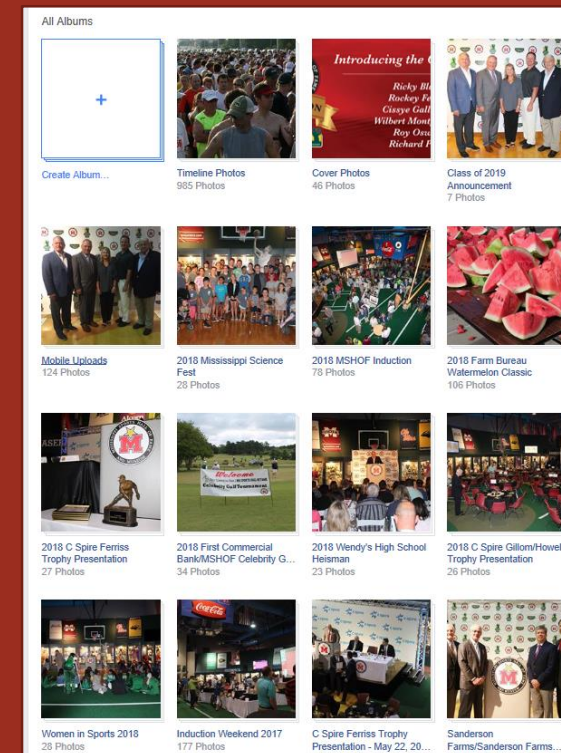 All Albums
+
Create Album...
Timeline Photos
985 Photos
Introducing the
Ricky
Rockey
Cissye
Wilbert
Roy
Richard
Cover Photos
46 Photos
Class of 2019
Announcement
7 Photos
Mobile Uploads
124 Photos
2018 Mississippi Science
Fest
28 Photos
2018 MSHOF Induction
78 Photos
2018 Farm Bureau
Watermelon Classic
106 Photos
M
2018 C Spire Ferriss
Trophy Presentation
27 Photos
Welcome
2018 First Commercial
Bank/MSHOF Celebrity G...
34 Photos
2018 Wendy's High School
Heisman
23 Photos
2018 C Spire Gillom/Howel
Trophy Presentation
26 Photos
Women in Sports 2018
28 Photos
Coca-Cola
Induction Weekend 2017
177 Photos
C Spire Ferriss Trophy
Presentation - May 22, 20...
M
Sanderson
Farms/Sanderson Farms...